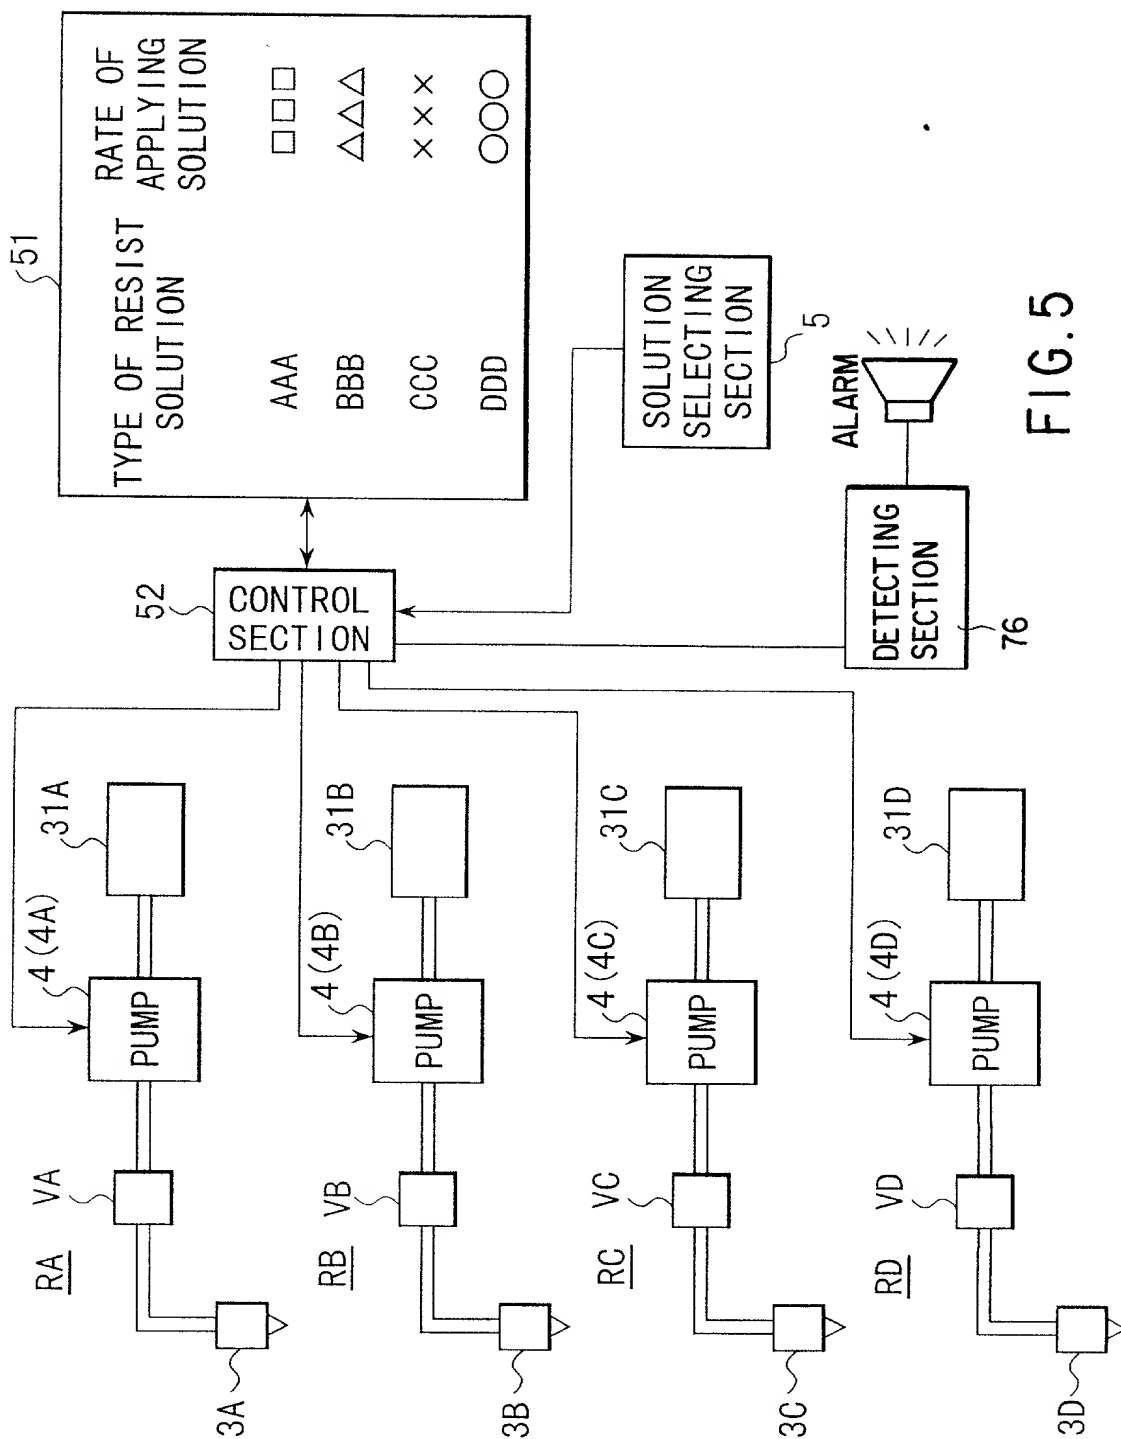 51
TYPE OF RESIST
SOLUTION
RATE OF
APPLYING
SOLUTION
AAA □□□
BBB △△△
CCC ×××
DDD ○○○
52
CONTROL
SECTION
SOLUTION
SELECTING
SECTION
5
ALARM
DETECTING
SECTION
76
RA
VA
4(4A)
31A
PUMP
3A
RB
VB
4(4B)
31B
PUMP
3B
RC
VC
4(4C)
31C
PUMP
3C
RD
VD
4(4D)
31D
PUMP
3D
FIG.5